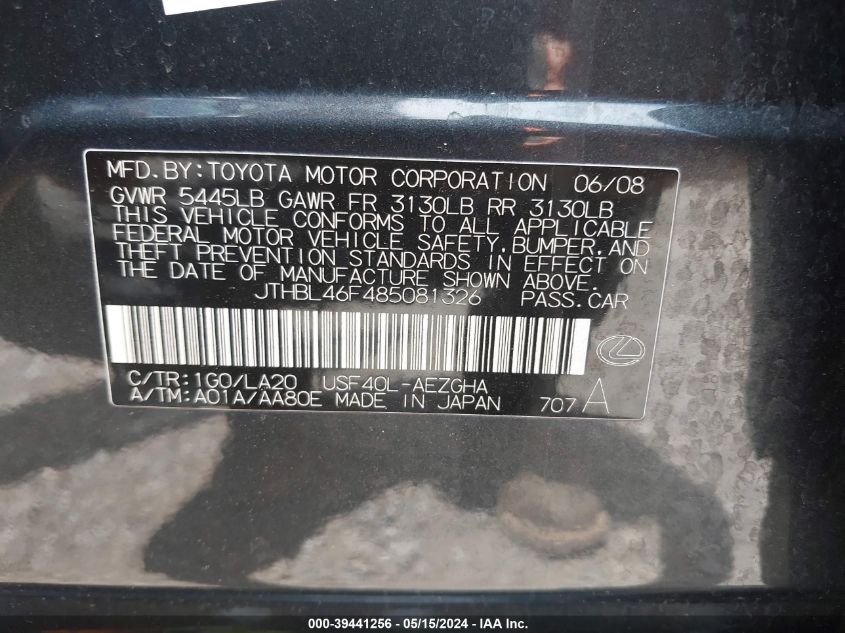 MFD.BY:TOYOTA MOTOR CORPORATION 06/08
GVWR 5445LB GAWR FR 3130LB RR 3130LB
THIS VEHICLE CONFORMS TO ALL APPLICABLE
FEDERAL MOTOR VEHICLE SAFETY, BUMPER, AND
THEFT PREVENTION STANDARDS IN EFFECT ON
THE DATE OF MANUFACTURE SHOWN ABOVE.
JTHBL46F485081326 PASS.CAR
C/TR:1G0/LA20 USF40L-AEZGHA
A/TM:A01A/AA80E MADE IN JAPAN 707 A
000-39441256 - 05/15/2024 - IAA Inc.